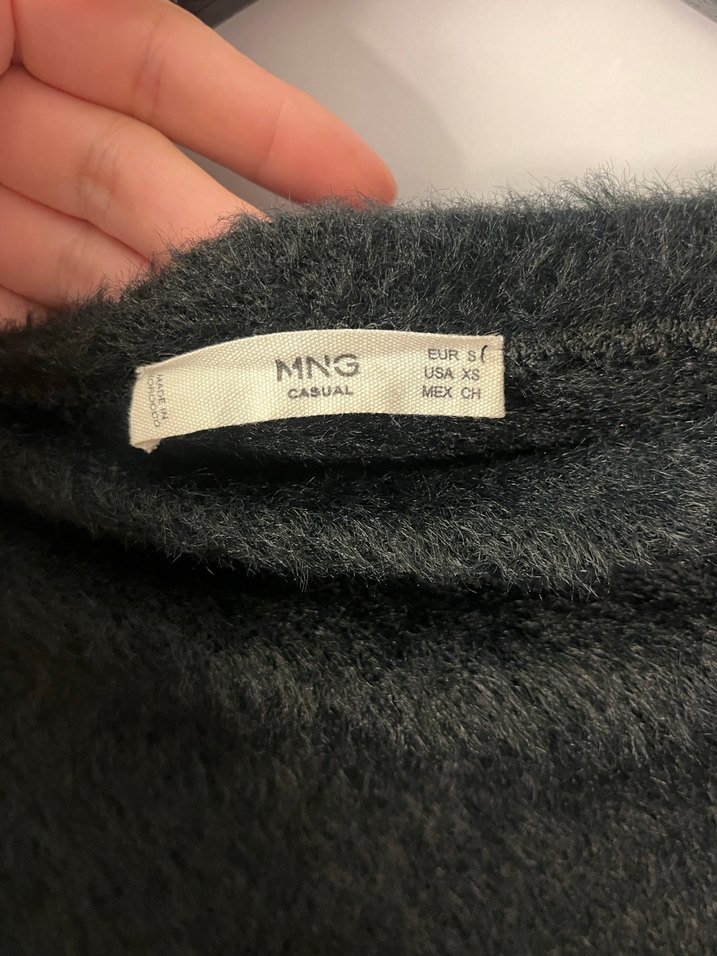 MADE IN
MOROCCO
MNG
CASUAL
EUR S
USA XS
MEX CH